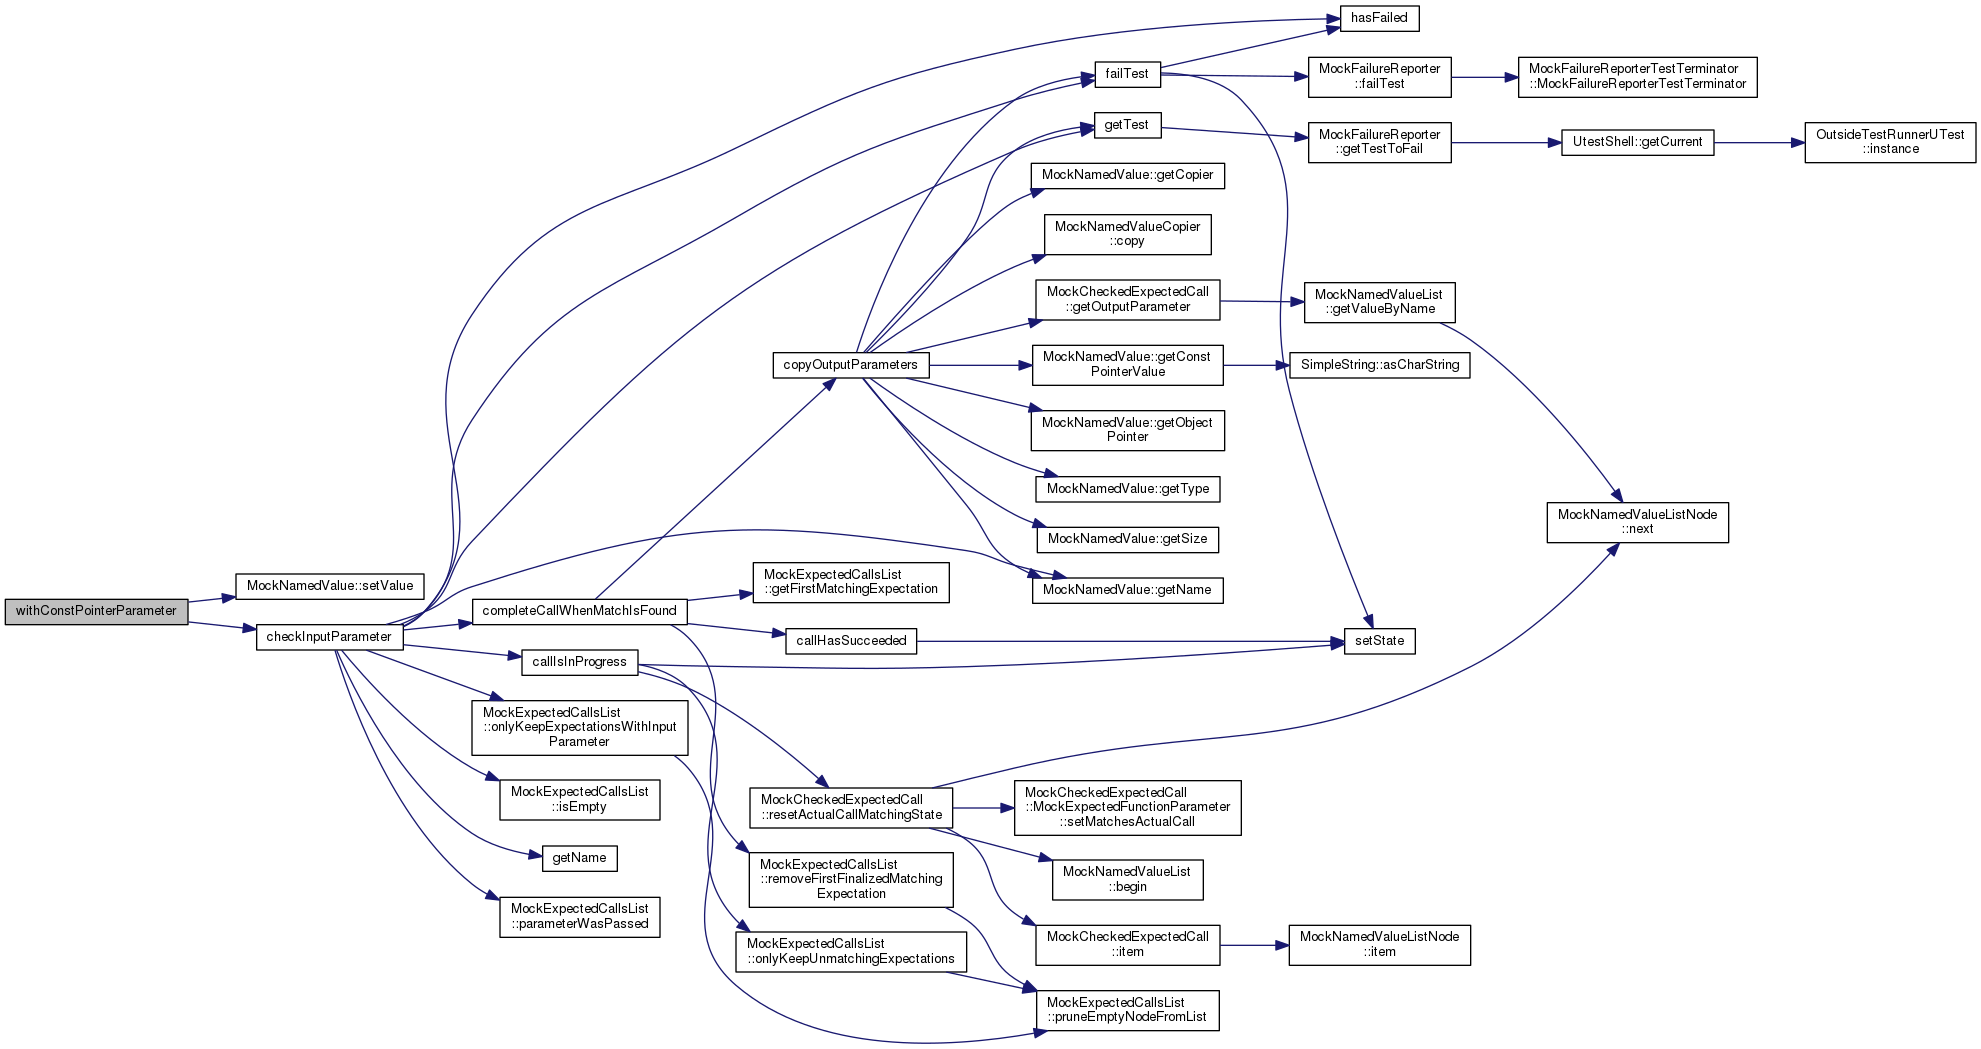 hasFailed
MockFailureReporter
::failTest
MockFailureReporterTestTerminator
::MockFailureReporterTestTerminator
failTest
getTest
MockFailureReporter
::getTestToFail
UtestShell::getCurrent
OutsideTestRunnerUTest
::instance
MockNamedValue::getCopier
MockNamedValueCopier
::copy
MockCheckedExpectedCall
::getOutputParameter
MockNamedValueList
::getValueByName
copyOutputParameters
MockNamedValue::getConst
PointerValue
SimpleString::asCharString
MockNamedValue::getObject
Pointer
MockNamedValue::getType
MockNamedValueListNode
::next
MockNamedValue::getSize
MockNamedValue::getName
MockNamedValue::setValue
MockExpectedCallsList
::getFirstMatchingExpectation
withConstPointerParameter
completeCallWhenMatchIsFound
checkInputParameter
callHasSucceeded
setState
callIsInProgress
MockExpectedCallsList
::onlyKeepExpectationsWithInput
Parameter
MockExpectedCallsList
::isEmpty
MockCheckedExpectedCall
::resetActualCallMatchingState
MockCheckedExpectedCall
::MockExpectedFunctionParameter
::setMatchesActualCall
getName
MockExpectedCallsList
::removeFirstFinalizedMatching
Expectation
MockNamedValueList
::begin
MockExpectedCallsList
::parameterWasPassed
MockExpectedCallsList
::onlyKeepUnmatchingExpectations
MockCheckedExpectedCall
::item
MockNamedValueListNode
::item
MockExpectedCallsList
::pruneEmptyNodeFromList